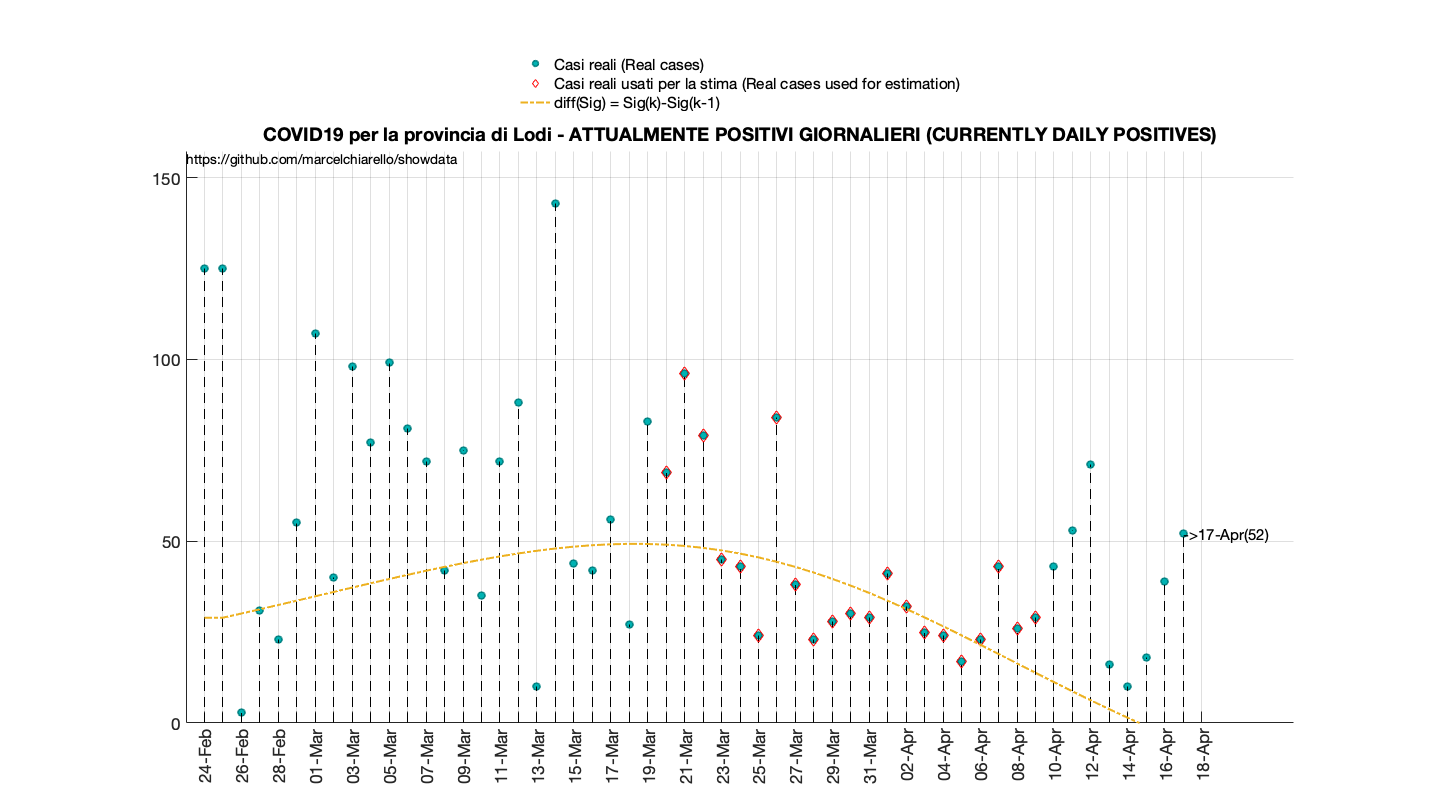 Casi reali (Real cases)
Casi reali usati per la stima (Real cases used for estimation)
diff(Sig) = Sig(k)-Sig(k-1)
COVID19 per la provincia di Lodi - ATTUALMENTE POSITIVI GIORNALIERI (CURRENTLY DAILY POSITIVES)
https://github.com/marcelchiarello/showdata
150
100
50
0
->17-Apr(52)
24-Feb
26-Feb
28-Feb
01-Mar
03-Mar
05-Mar
07-Mar
09-Mar
11-Mar
13-Mar
15-Mar
17-Mar
19-Mar
21-Mar
23-Mar
25-Mar
27-Mar
29-Mar
31-Mar
02-Apr
04-Apr
06-Apr
08-Apr
10-Apr
12-Apr
14-Apr
16-Apr
18-Apr